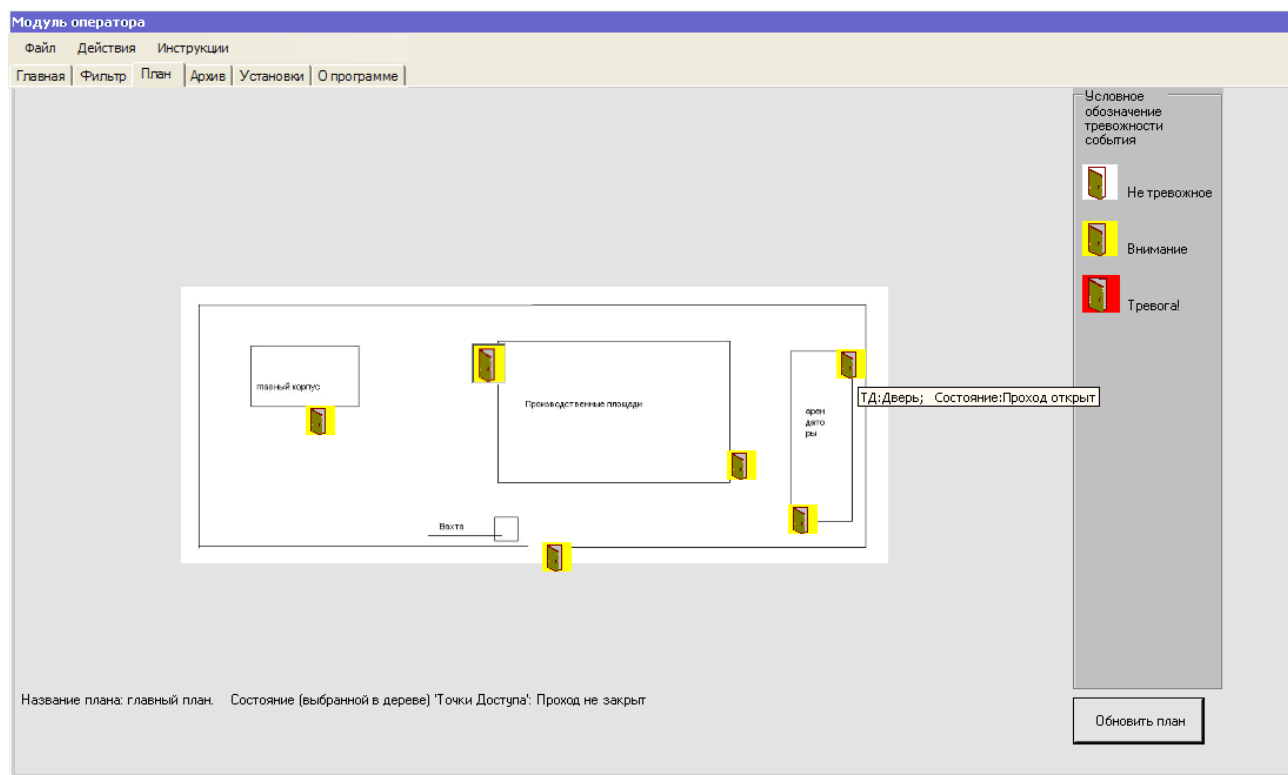 Модуль оператора
Файл Действия Инструкции
Главная Фильтр План Архив Установки О программе
Условное
обозначение
тревожности
события
Не тревожное
Внимание
Тревога!
главный корпус
Производственные площади
арен
дато
ры
ТД:Дверь; Состояние:Проход открыт
Вахта
Название плана: главный план. Состояние (выбранной в дереве) 'Точки Доступа': Проход не закрыт
Обновить план